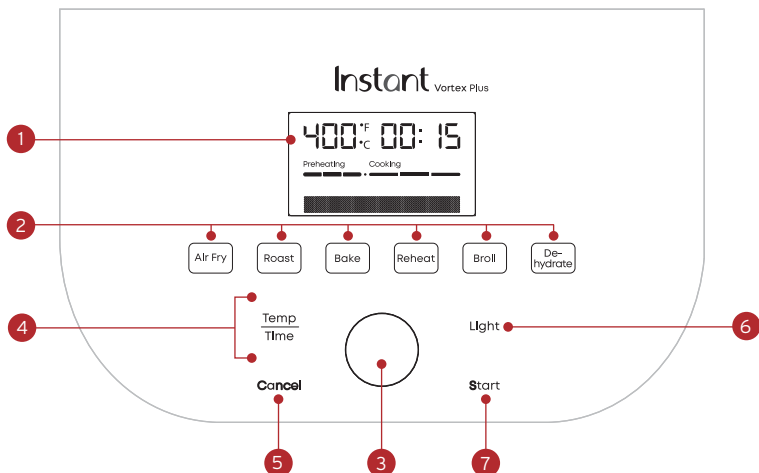 Instant Vortex Plus
1
400 °F °C 00: 15
Preheating Cooking
2
Air Fry Roast Bake Reheat Broil De-
hydrate
4
Temp
Time
Light
6
Cancel
Start
5
3
7